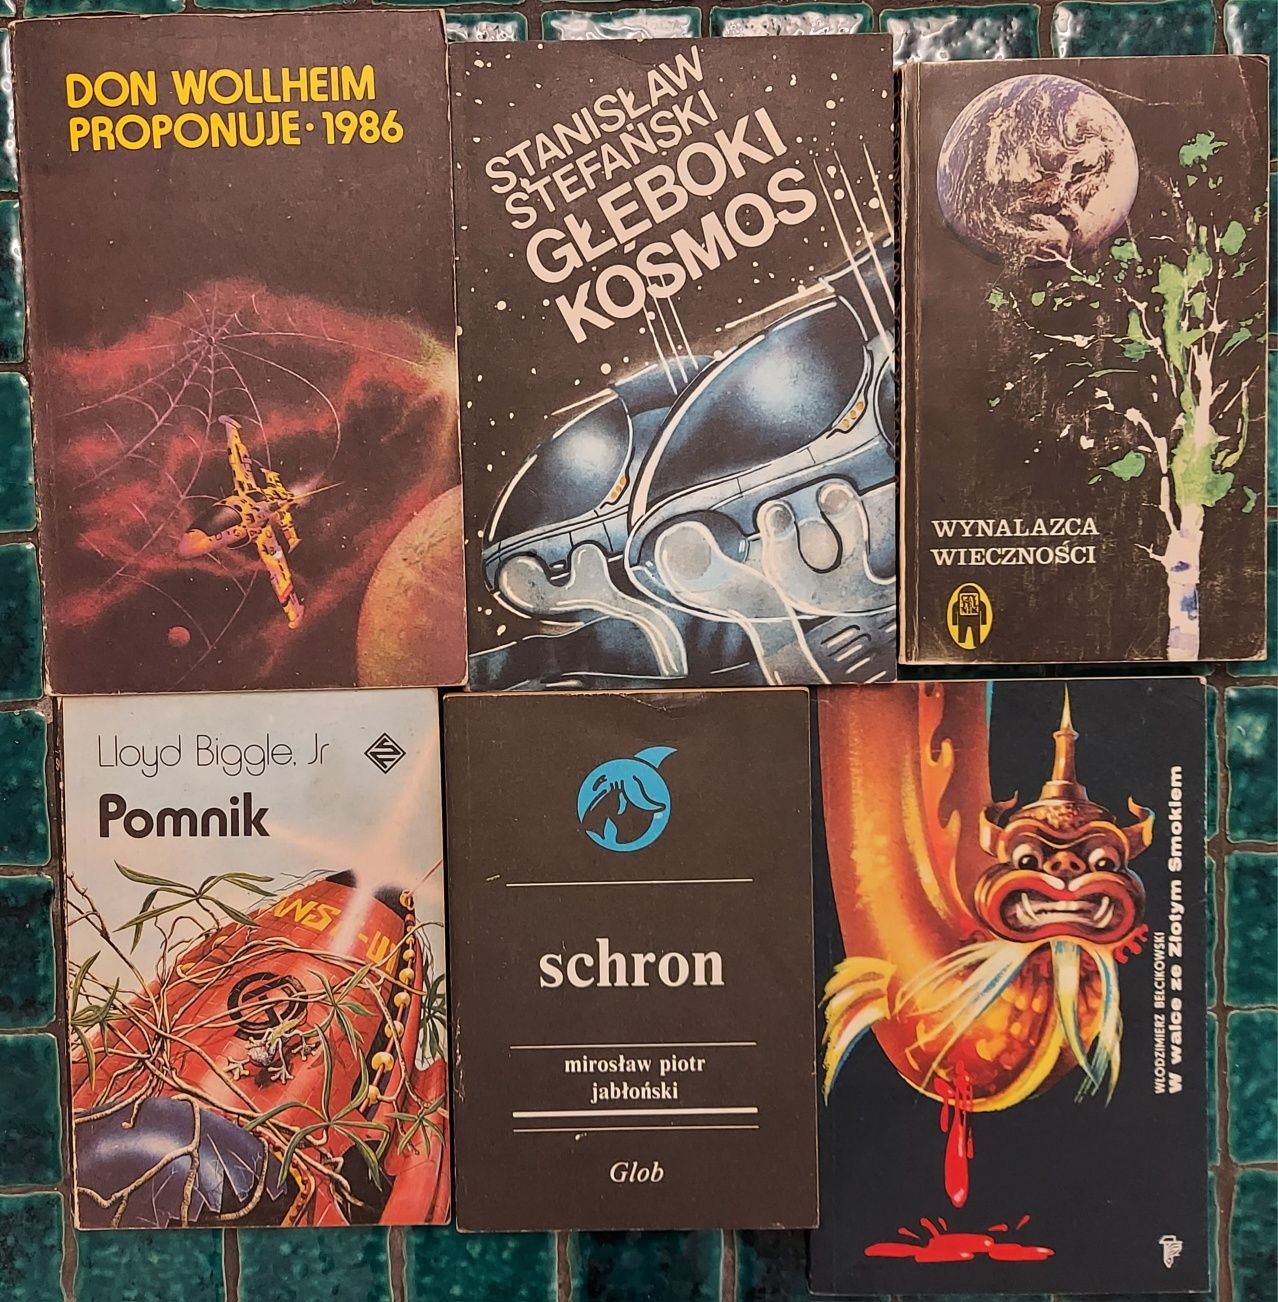 DON WOLLHEIM
PROPONUJE · 1986
STANISŁAW
STEFAŃSKI
GŁĘBOKI
KOSMOS
WYNALAZCA
WIECZNOŚCI
Lloyd Biggle, Jr
Pomnik
schron
mirosław piotr
jabłoński
Glob
WŁODZIMIERZ BEŁCIKOWSKI
W walce ze Złotym Smokiem